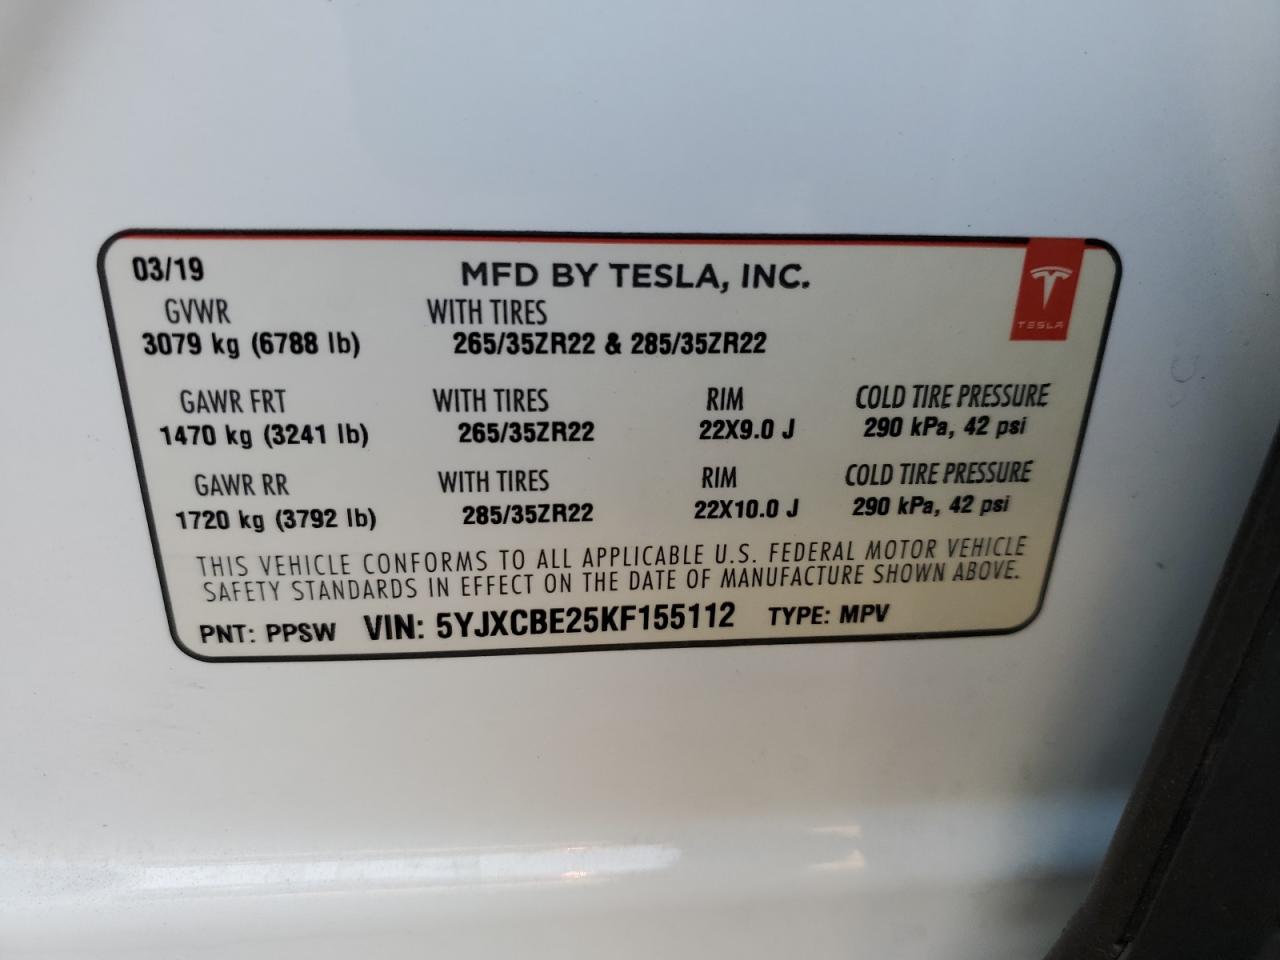 03/19 MFD BY TESLA, INC.
GVWR WITH TIRES
3079 kg (6788 lb) 265/35ZR22 & 285/35ZR22
TESLA
GAWR FRT WITH TIRES RIM COLD TIRE PRESSURE
1470 kg (3241 lb) 265/35ZR22 22X9.0 J 290 kPa, 42 psi
GAWR RR WITH TIRES RIM COLD TIRE PRESSURE
1720 kg (3792 lb) 285/35ZR22 22X10.0 J 290 kPa, 42 psi
THIS VEHICLE CONFORMS TO ALL APPLICABLE U.S. FEDERAL MOTOR VEHICLE
SAFETY STANDARDS IN EFFECT ON THE DATE OF MANUFACTURE SHOWN ABOVE.
PNT: PPSW VIN: 5YJXCBE25KF155112 TYPE: MPV